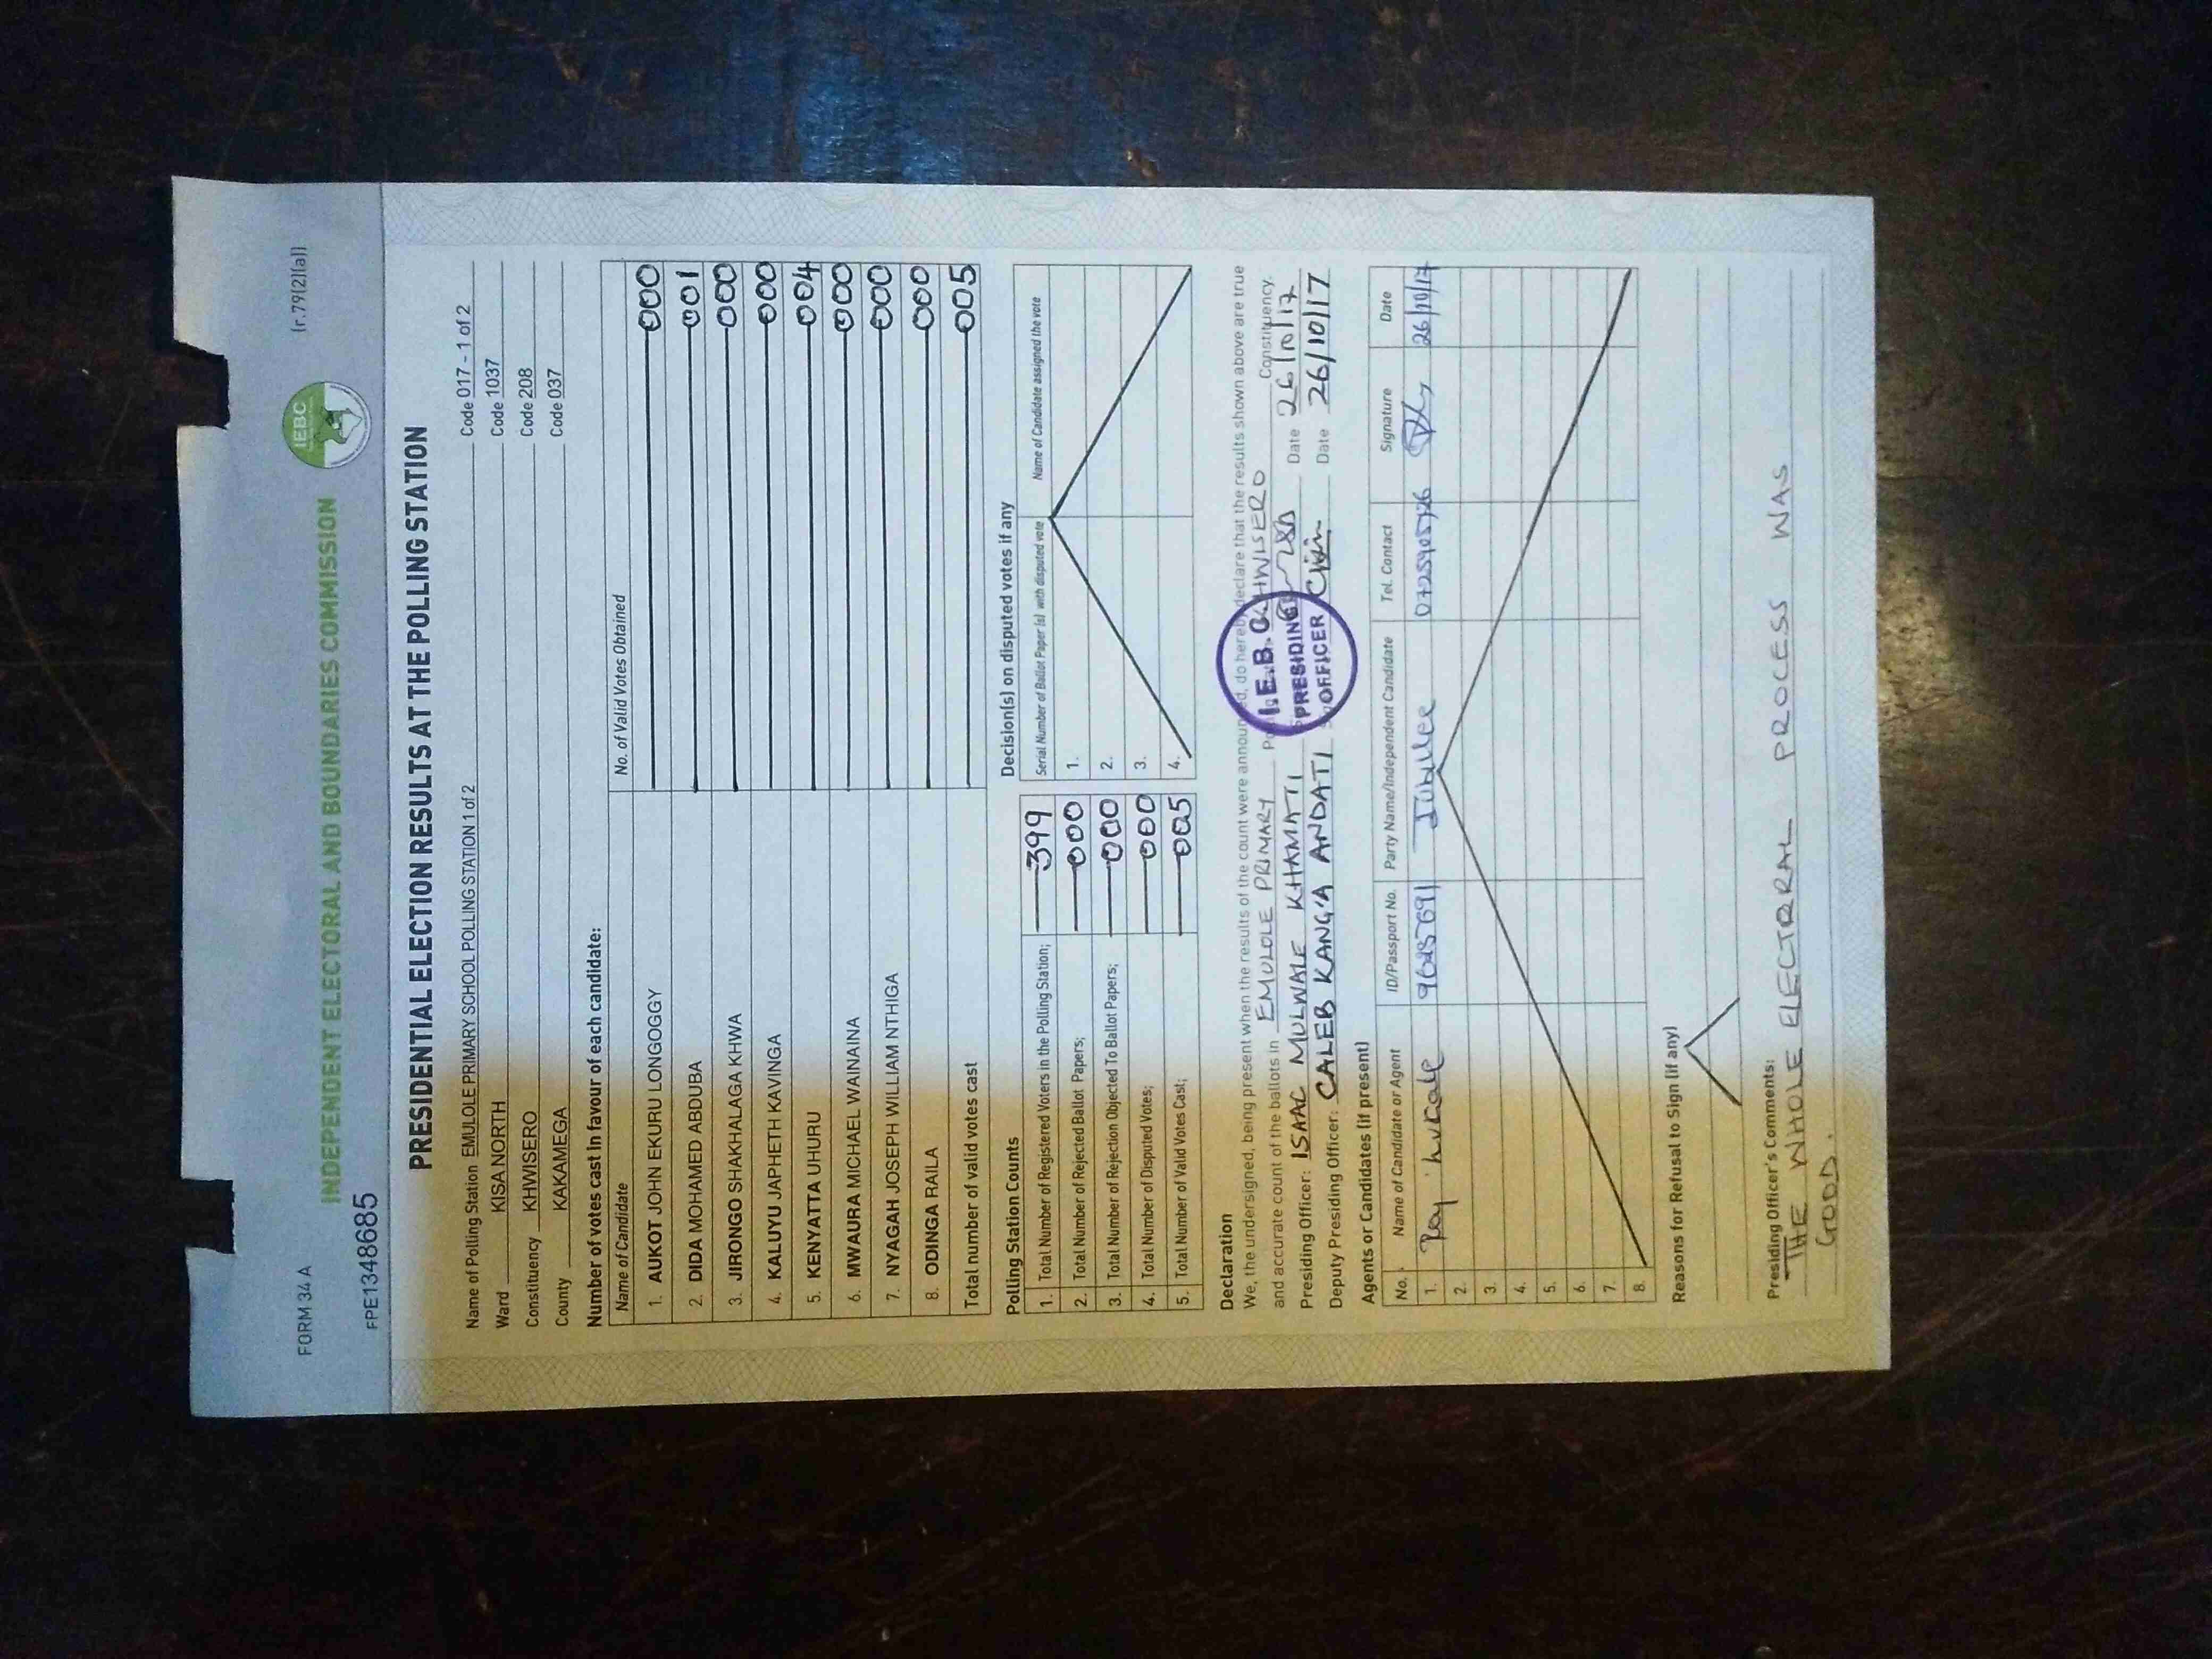 FORM 34 A
(r.79(2)(a))
IEBC
INDEPENDENT ELECTORAL AND BOUNDARIES COMMISSION
FPE1348685
PRESIDENTIAL ELECTION RESULTS AT THE POLLING STATION
Name of Polling Station EMULOLE PRIMARY SCHOOL POLLING STATION 1 of 2 Code 017 - 1 of 2
Ward KISA NORTH Code 1037
Constituency KHWISERO Code 208
County KAKAMEGA Code 037
Number of votes cast in favour of each candidate:
Name of Candidate No. of Valid Votes Obtained
1. AUKOT JOHN EKURU LONGOGGY 000
2. DIDA MOHAMED ABDUBA 001
3. JIRONGO SHAKHALAGA KHWA 000
4. KALUYU JAPHETH KAVINGA 000
5. KENYATTA UHURU 004
6. MWAURA MICHAEL WAINAINA 000
7. NYAGAH JOSEPH WILLIAM NTHIGA 000
8. ODINGA RAILA 000
Total number of valid votes cast 005
Polling Station Counts
1. Total Number of Registered Voters in the Polling Station; 399
2. Total Number of Rejected Ballot Papers; 000
3. Total Number of Rejection Objected To Ballot Papers; 000
4. Total Number of Disputed Votes; 000
5. Total Number of Valid Votes Cast; 005
Decision(s) on disputed votes if any
Serial Number of Ballot Paper (s) with disputed vote Name of Candidate assigned the vote
1.
2.
3.
4.
Declaration
We, the undersigned, being present when the results of the count were announced, do hereby declare that the results shown above are true
and accurate count of the ballots in EMULOLE PRIMARY KHWISERO Constituency.
Presiding Officer: ISAAC MULWALE KHAMATI Date 26/10/17
Deputy Presiding Officer: CALEB KANG'A ANDATI Date 26/10/17
I.E.B.C
PRESIDING
OFFICER
Agents or Candidates (if present)
No. Name of Candidate or Agent ID/Passport No. Party Name/Independent Candidate Tel. Contact Signature Date
1. Jubilee 26/10/17
2.
3.
4.
5.
6.
7.
8.
Reasons for Refusal to Sign (if any)
Presiding Officer's Comments:
THE WHOLE ELECTORAL PROCESS WAS
GOOD.